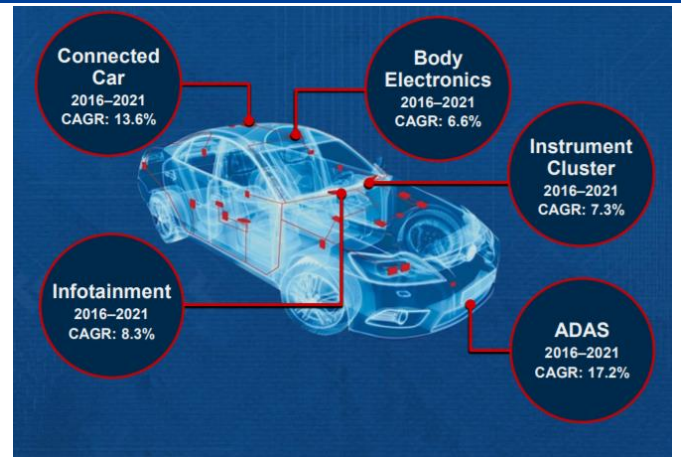 Connected
Car
2016–2021
CAGR: 13.6%
Body
Electronics
2016–2021
CAGR: 6.6%
Instrument
Cluster
2016–2021
CAGR: 7.3%
Infotainment
2016–2021
CAGR: 8.3%
ADAS
2016–2021
CAGR: 17.2%